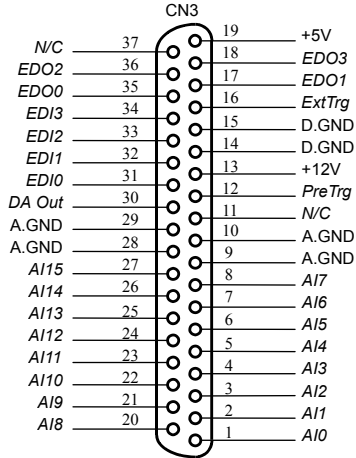 CN3
19 +5V
N/C 37
18 EDO3
EDO2 36
17 EDO1
EDO0 35
16 ExtTrg
EDI3 34
15 D.GND
EDI2 33
14 D.GND
EDI1 32
13 +12V
EDI0 31
12 PreTrg
DA Out 30
11 N/C
A.GND 29
10 A.GND
A.GND 28
9 A.GND
AI15 27
8 AI7
AI14 26
7 AI6
AI13 25
6 AI5
AI12 24
5 AI4
AI11 23
4 AI3
AI10 22
3 AI2
AI9 21
2 AI1
AI8 20
1 AI0